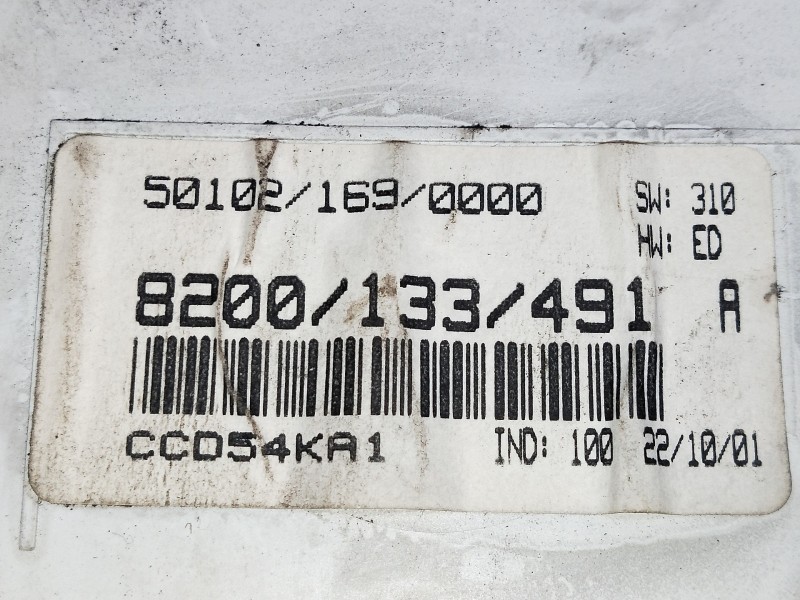 50102/169/0000 SW: 310
HW: ED
8200/133/491 A
CCD54KA1 IND: 100 22/10/01